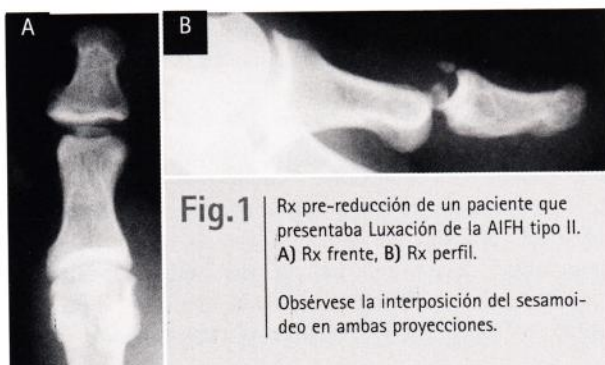 A
B
Fig.1
Rx pre-reducción de un paciente que
presentaba Luxación de la AIFH tipo II.
A) Rx frente, B) Rx perfil.
Obsérvese la interposición del sesamoi-
deo en ambas proyecciones.